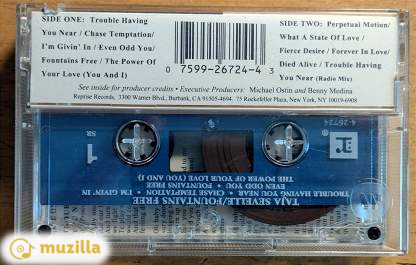 SIDE ONE: Trouble Having
You Near / Chase Temptation /
I'm Givin' In / Even Odd You /
Fountains Free / The Power Of
Your Love (You And I)
0 7599-26724-4 3
SIDE TWO: Perpetual Motion/
What A State Of Love /
Fierce Desire / Forever In Love/
Died Alive / Trouble Having
You Near (Radio Mix)
See inside for producer credits • Executive Producers: Michael Ostin and Benny Medina
Reprise Records, 3300 Warner Blvd., Burbank, CA 91505-4694 75 Rockefeller Plaza, New York, NY 10019-6908
1
SR
4-26724
TAJA SEVELLE/FOUNTAINS FREE
TROUBLE HAVING YOU NEAR • CHASE TEMPTATION • I'M GIVIN' IN
EVEN ODD YOU • FOUNTAINS FREE
THE POWER OF YOUR LOVE (YOU AND I)
muzilla